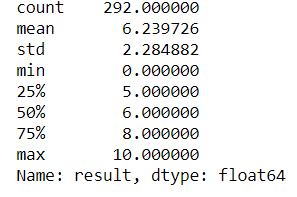 count 292.000000
mean 6.239726
std 2.284882
min 0.000000
25% 5.000000
50% 6.000000
75% 8.000000
max 10.000000
Name: result, dtype: float64